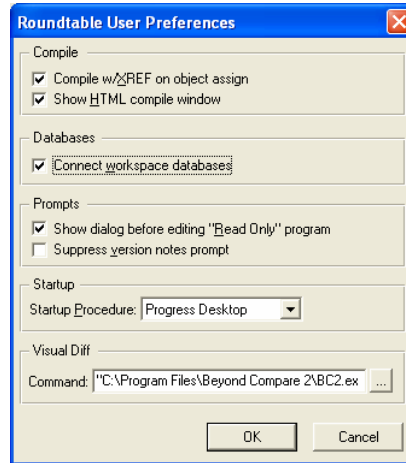 Roundtable User Preferences
Compile
Compile w/XREF on object assign
Show HTML compile window
Databases
Connect workspace databases
Prompts
Show dialog before editing "Read Only" program
Suppress version notes prompt
Startup
Startup Procedure: Progress Desktop
Visual Diff
Command: "C:\Program Files\Beyond Compare 2\BC2.ex ...
OK Cancel